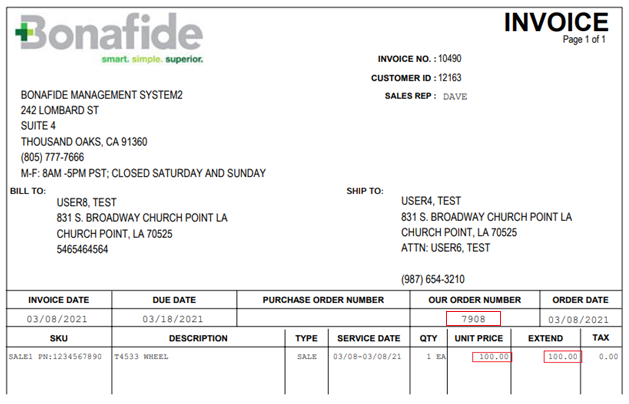 Bonafide
smart. simple. superior.
INVOICE
Page 1 of 1
INVOICE NO. : 10490
CUSTOMER ID : 12163
SALES REP : DAVE
BONAFIDE MANAGEMENT SYSTEM2
242 LOMBARD ST
SUITE 4
THOUSAND OAKS, CA 91360
(805) 777-7666
M-F: 8AM -5PM PST; CLOSED SATURDAY AND SUNDAY
BILL TO:
USER8, TEST
831 S. BROADWAY CHURCH POINT LA
CHURCH POINT, LA 70525
5465464564
SHIP TO:
USER4, TEST
831 S. BROADWAY CHURCH POINT LA
CHURCH POINT, LA 70525
ATTN: USER6, TEST
(987) 654-3210
INVOICE DATE DUE DATE PURCHASE ORDER NUMBER OUR ORDER NUMBER ORDER DATE
03/08/2021 03/18/2021 7908 03/08/2021
SKU DESCRIPTION TYPE SERVICE DATE QTY UNIT PRICE EXTEND TAX
SALE1 PN:1234567890 T4533 WHEEL SALE 03/08-03/08/21 1 EA 100.00 100.00 0.00